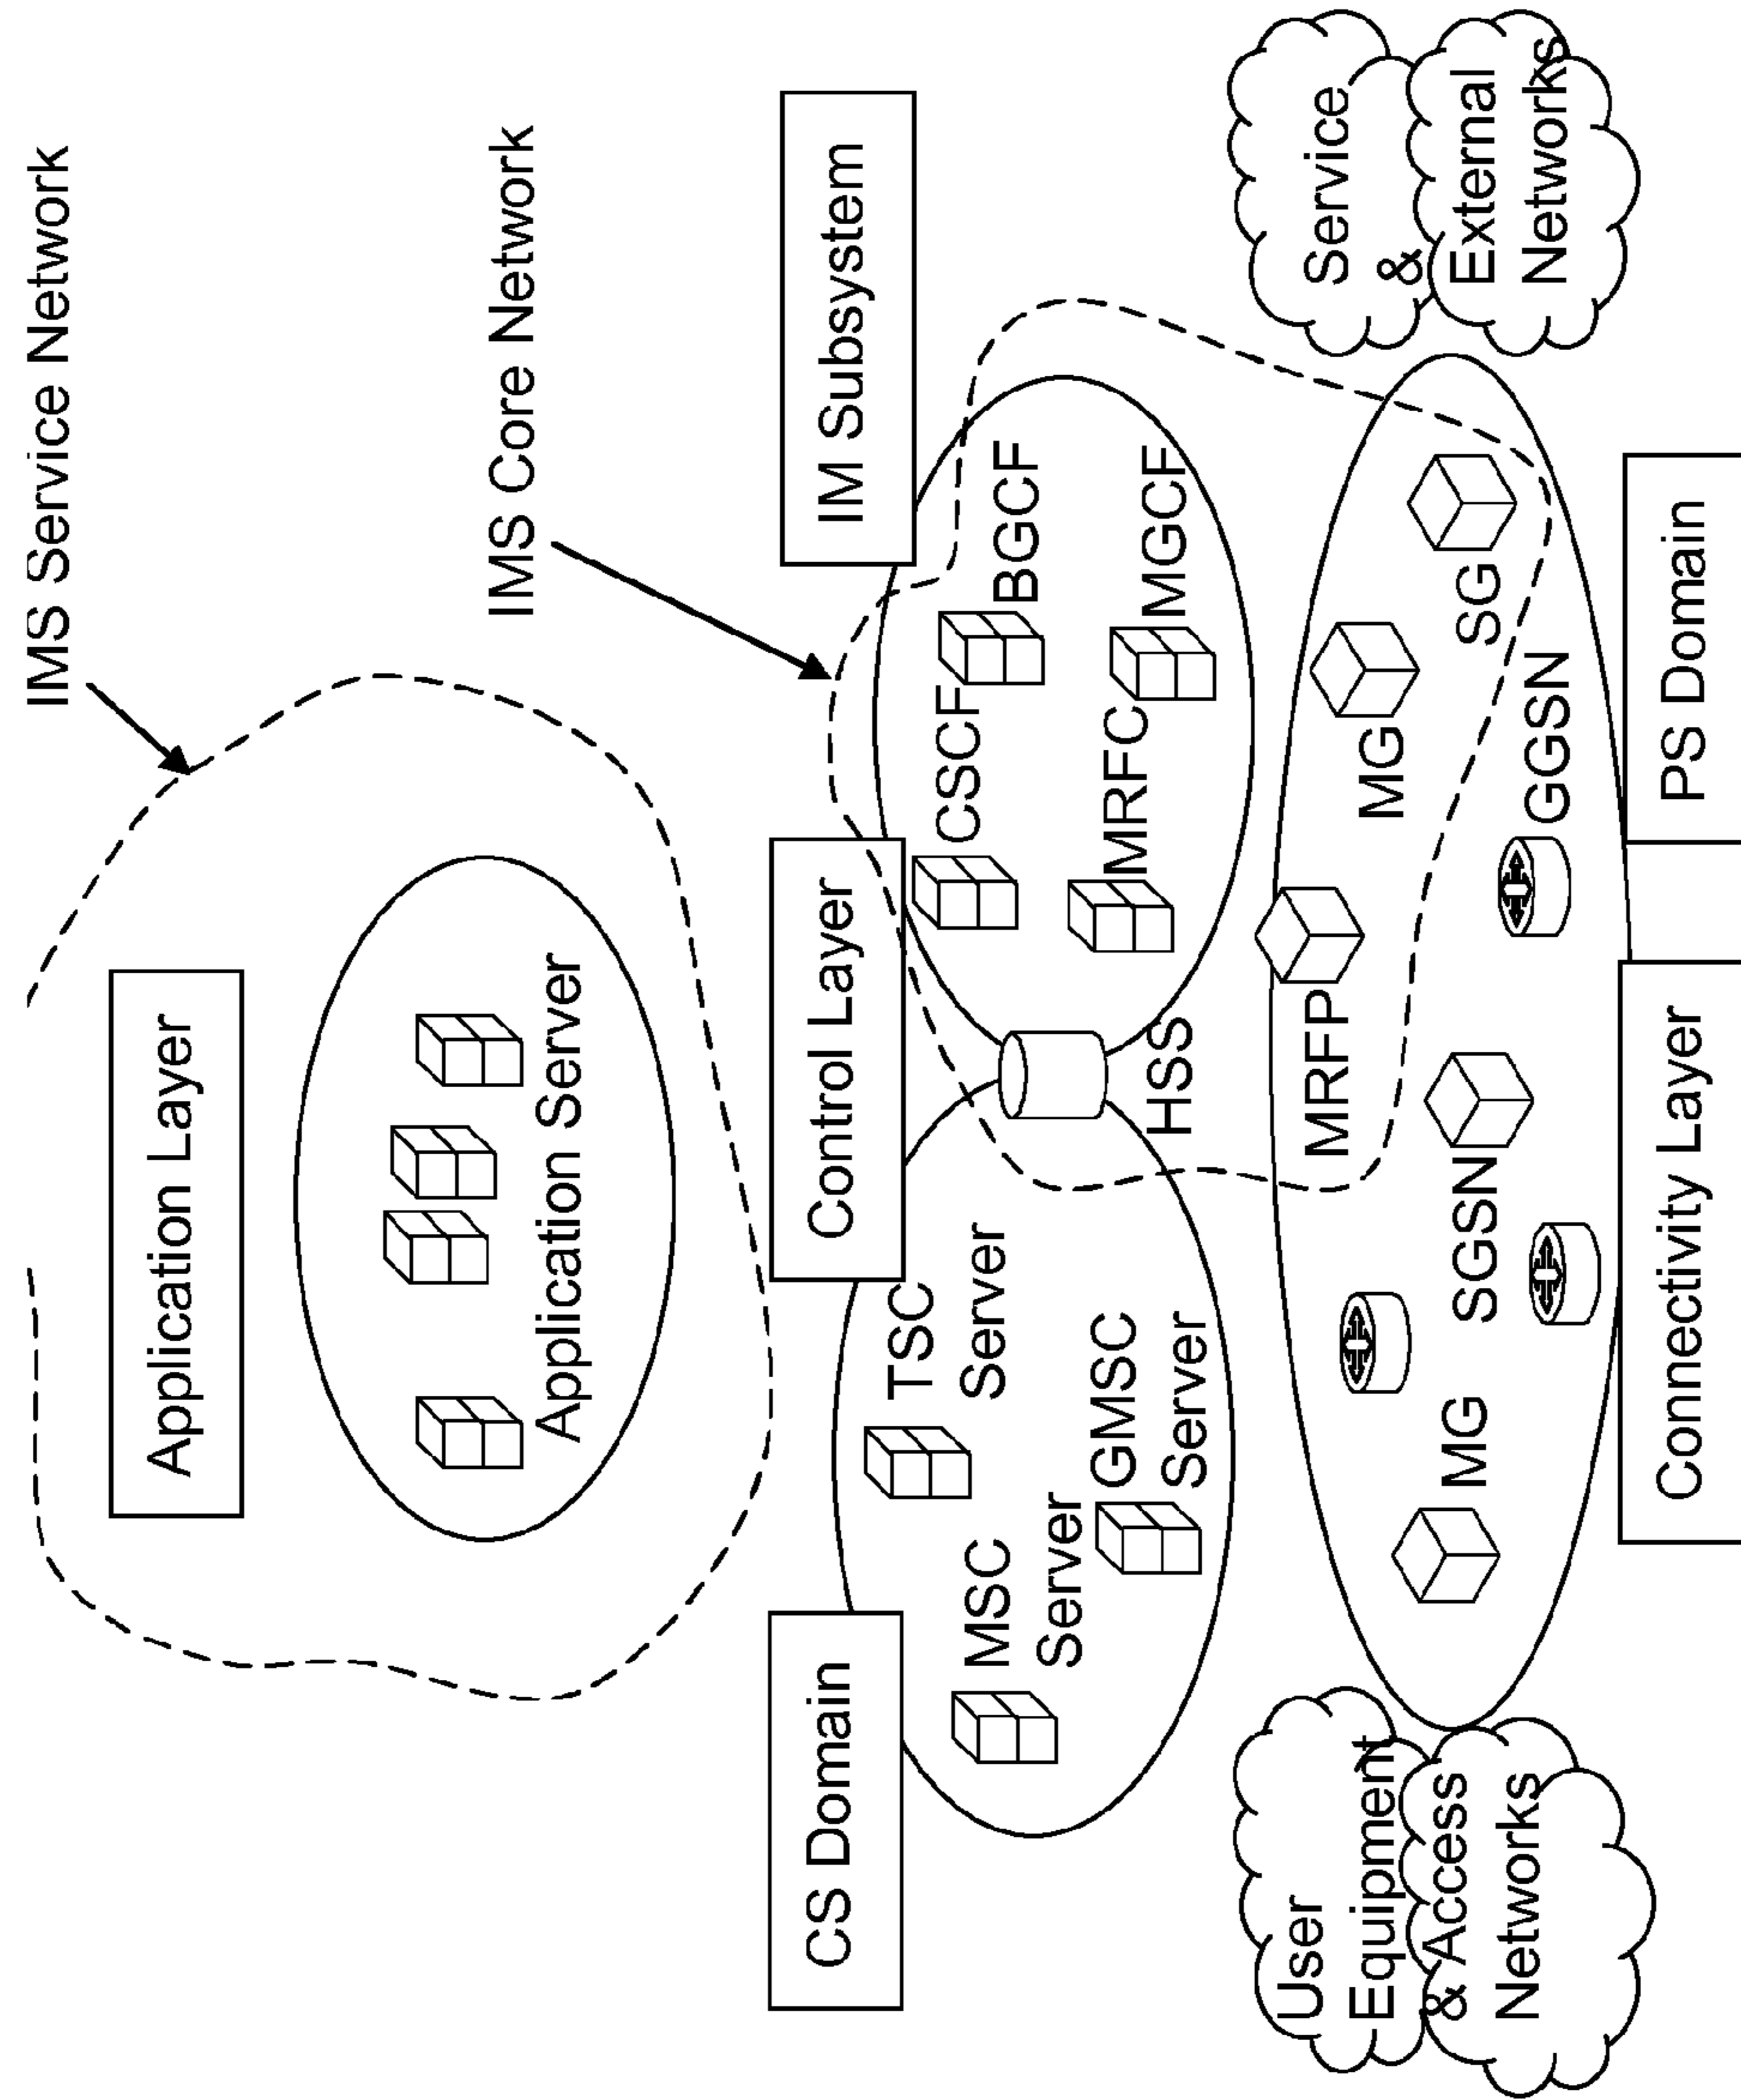 IMS Service Network
Application Layer
Application Server
IMS Core Network
CS Domain
Control Layer
IM Subsystem
TSC
Server
MSC
Server
GMSC
Server
HSS
CSCF
BGCF
MRFC
MGCF
User
Equipment
& Access
Networks
MRFP
MG
SG
MG
SGSN
GGSN
Service
&
External
Networks
Connectivity Layer
PS Domain